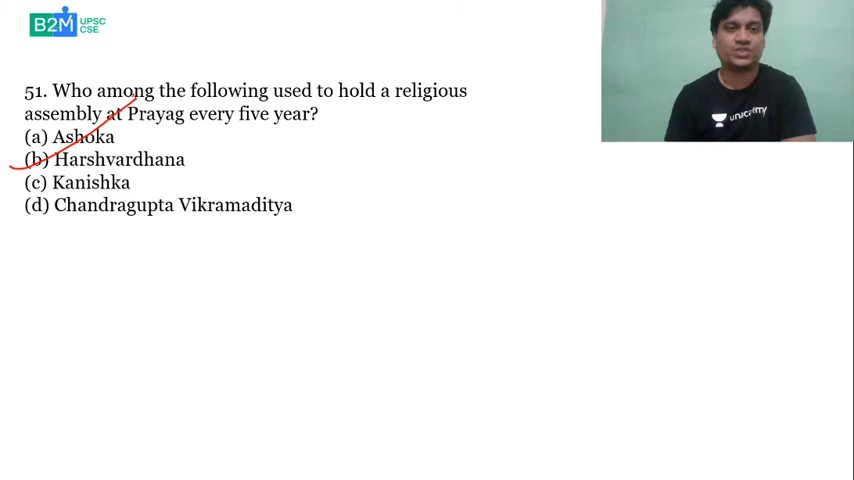 B2M UPSC
CSE
unacademy
51. Who among the following used to hold a religious
assembly at Prayag every five year?
(a) Ashoka
(b) Harshvardhana
(c) Kanishka
(d) Chandragupta Vikramaditya